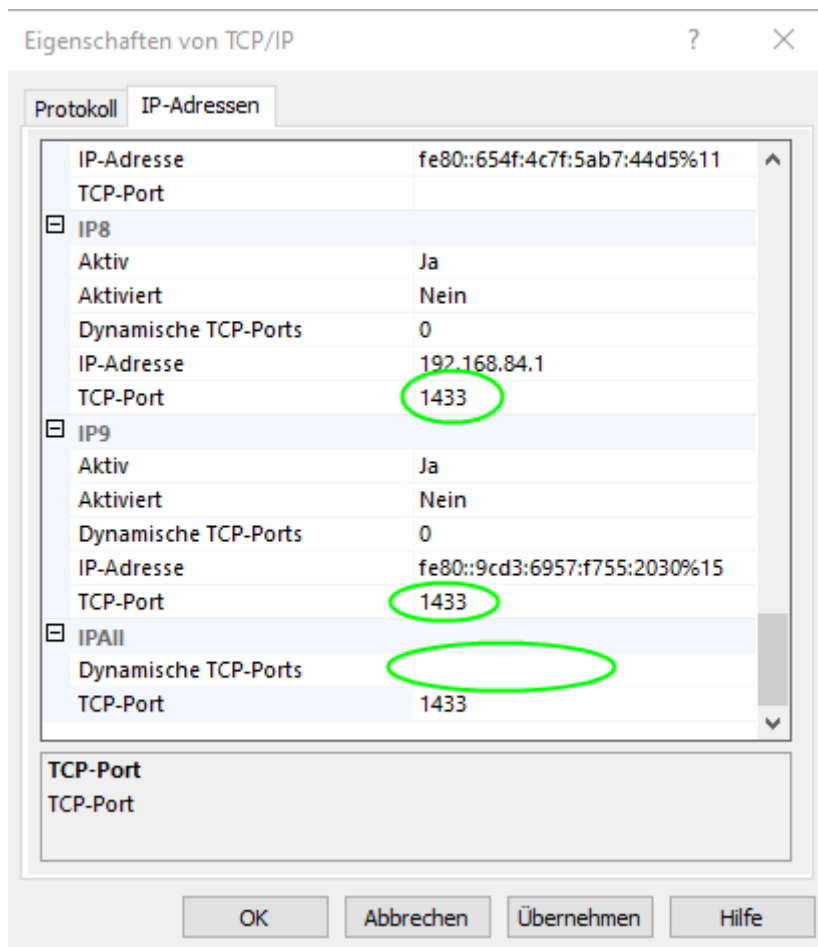 Eigenschaften von TCP/IP ?
Protokoll IP-Adressen
IP-Adresse fe80::654f:4c7f:5ab7:44d5%11
TCP-Port
IP8
Aktiv Ja
Aktiviert Nein
Dynamische TCP-Ports 0
IP-Adresse 192.168.84.1
TCP-Port 1433
IP9
Aktiv Ja
Aktiviert Nein
Dynamische TCP-Ports 0
IP-Adresse fe80::9cd3:6957:f755:2030%15
TCP-Port 1433
IPAll
Dynamische TCP-Ports
TCP-Port 1433
TCP-Port
TCP-Port
OK Abbrechen Übernehmen Hilfe